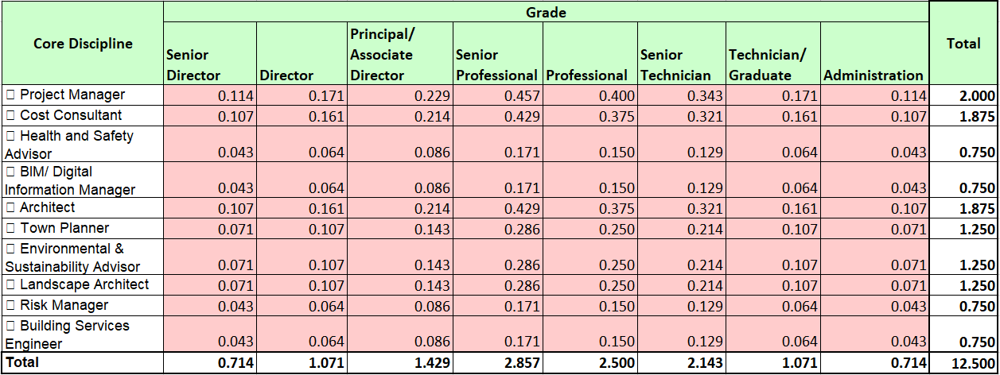 Core Discipline Grade Total
Senior Director Director Principal/ Associate Director Senior Professional Professional Senior Technician Technician/ Graduate Administration
□ Project Manager 0.114 0.171 0.229 0.457 0.400 0.343 0.171 0.114 2.000
□ Cost Consultant 0.107 0.161 0.214 0.429 0.375 0.321 0.161 0.107 1.875
□ Health and Safety
Advisor 0.043 0.064 0.086 0.171 0.150 0.129 0.064 0.043 0.750
□ BIM/ Digital
Information Manager 0.043 0.064 0.086 0.171 0.150 0.129 0.064 0.043 0.750
□ Architect 0.107 0.161 0.214 0.429 0.375 0.321 0.161 0.107 1.875
□ Town Planner 0.071 0.107 0.143 0.286 0.250 0.214 0.107 0.071 1.250
□ Environmental &
Sustainability Advisor 0.071 0.107 0.143 0.286 0.250 0.214 0.107 0.071 1.250
□ Landscape Architect 0.071 0.107 0.143 0.286 0.250 0.214 0.107 0.071 1.250
□ Risk Manager 0.043 0.064 0.086 0.171 0.150 0.129 0.064 0.043 0.750
□ Building Services
Engineer 0.043 0.064 0.086 0.171 0.150 0.129 0.064 0.043 0.750
Total 0.714 1.071 1.429 2.857 2.500 2.143 1.071 0.714 12.500